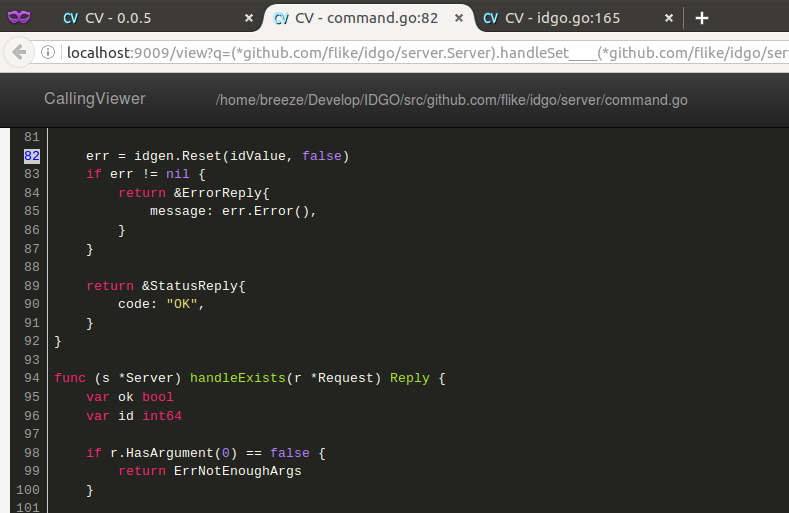 CV - 0.0.5 × CV - command.go:82 × CV - idgo.go:165 × +
localhost:9009/view?q=(*github.com/flike/idgo/server.Server).handleSet____(*github.com/flike/idgo/ser
CallingViewer /home/breeze/Develop/IDGO/src/github.com/flike/idgo/server/command.go
81
82 err = idgen.Reset(idValue, false)
83 if err != nil {
84 return &ErrorReply{
85 message: err.Error(),
86 }
87 }
88
89 return &StatusReply{
90 code: "OK",
91 }
92 }
93
94 func (s *Server) handleExists(r *Request) Reply {
95 var ok bool
96 var id int64
97
98 if r.HasArgument(0) == false {
99 return ErrNotEnoughArgs
100 }
101